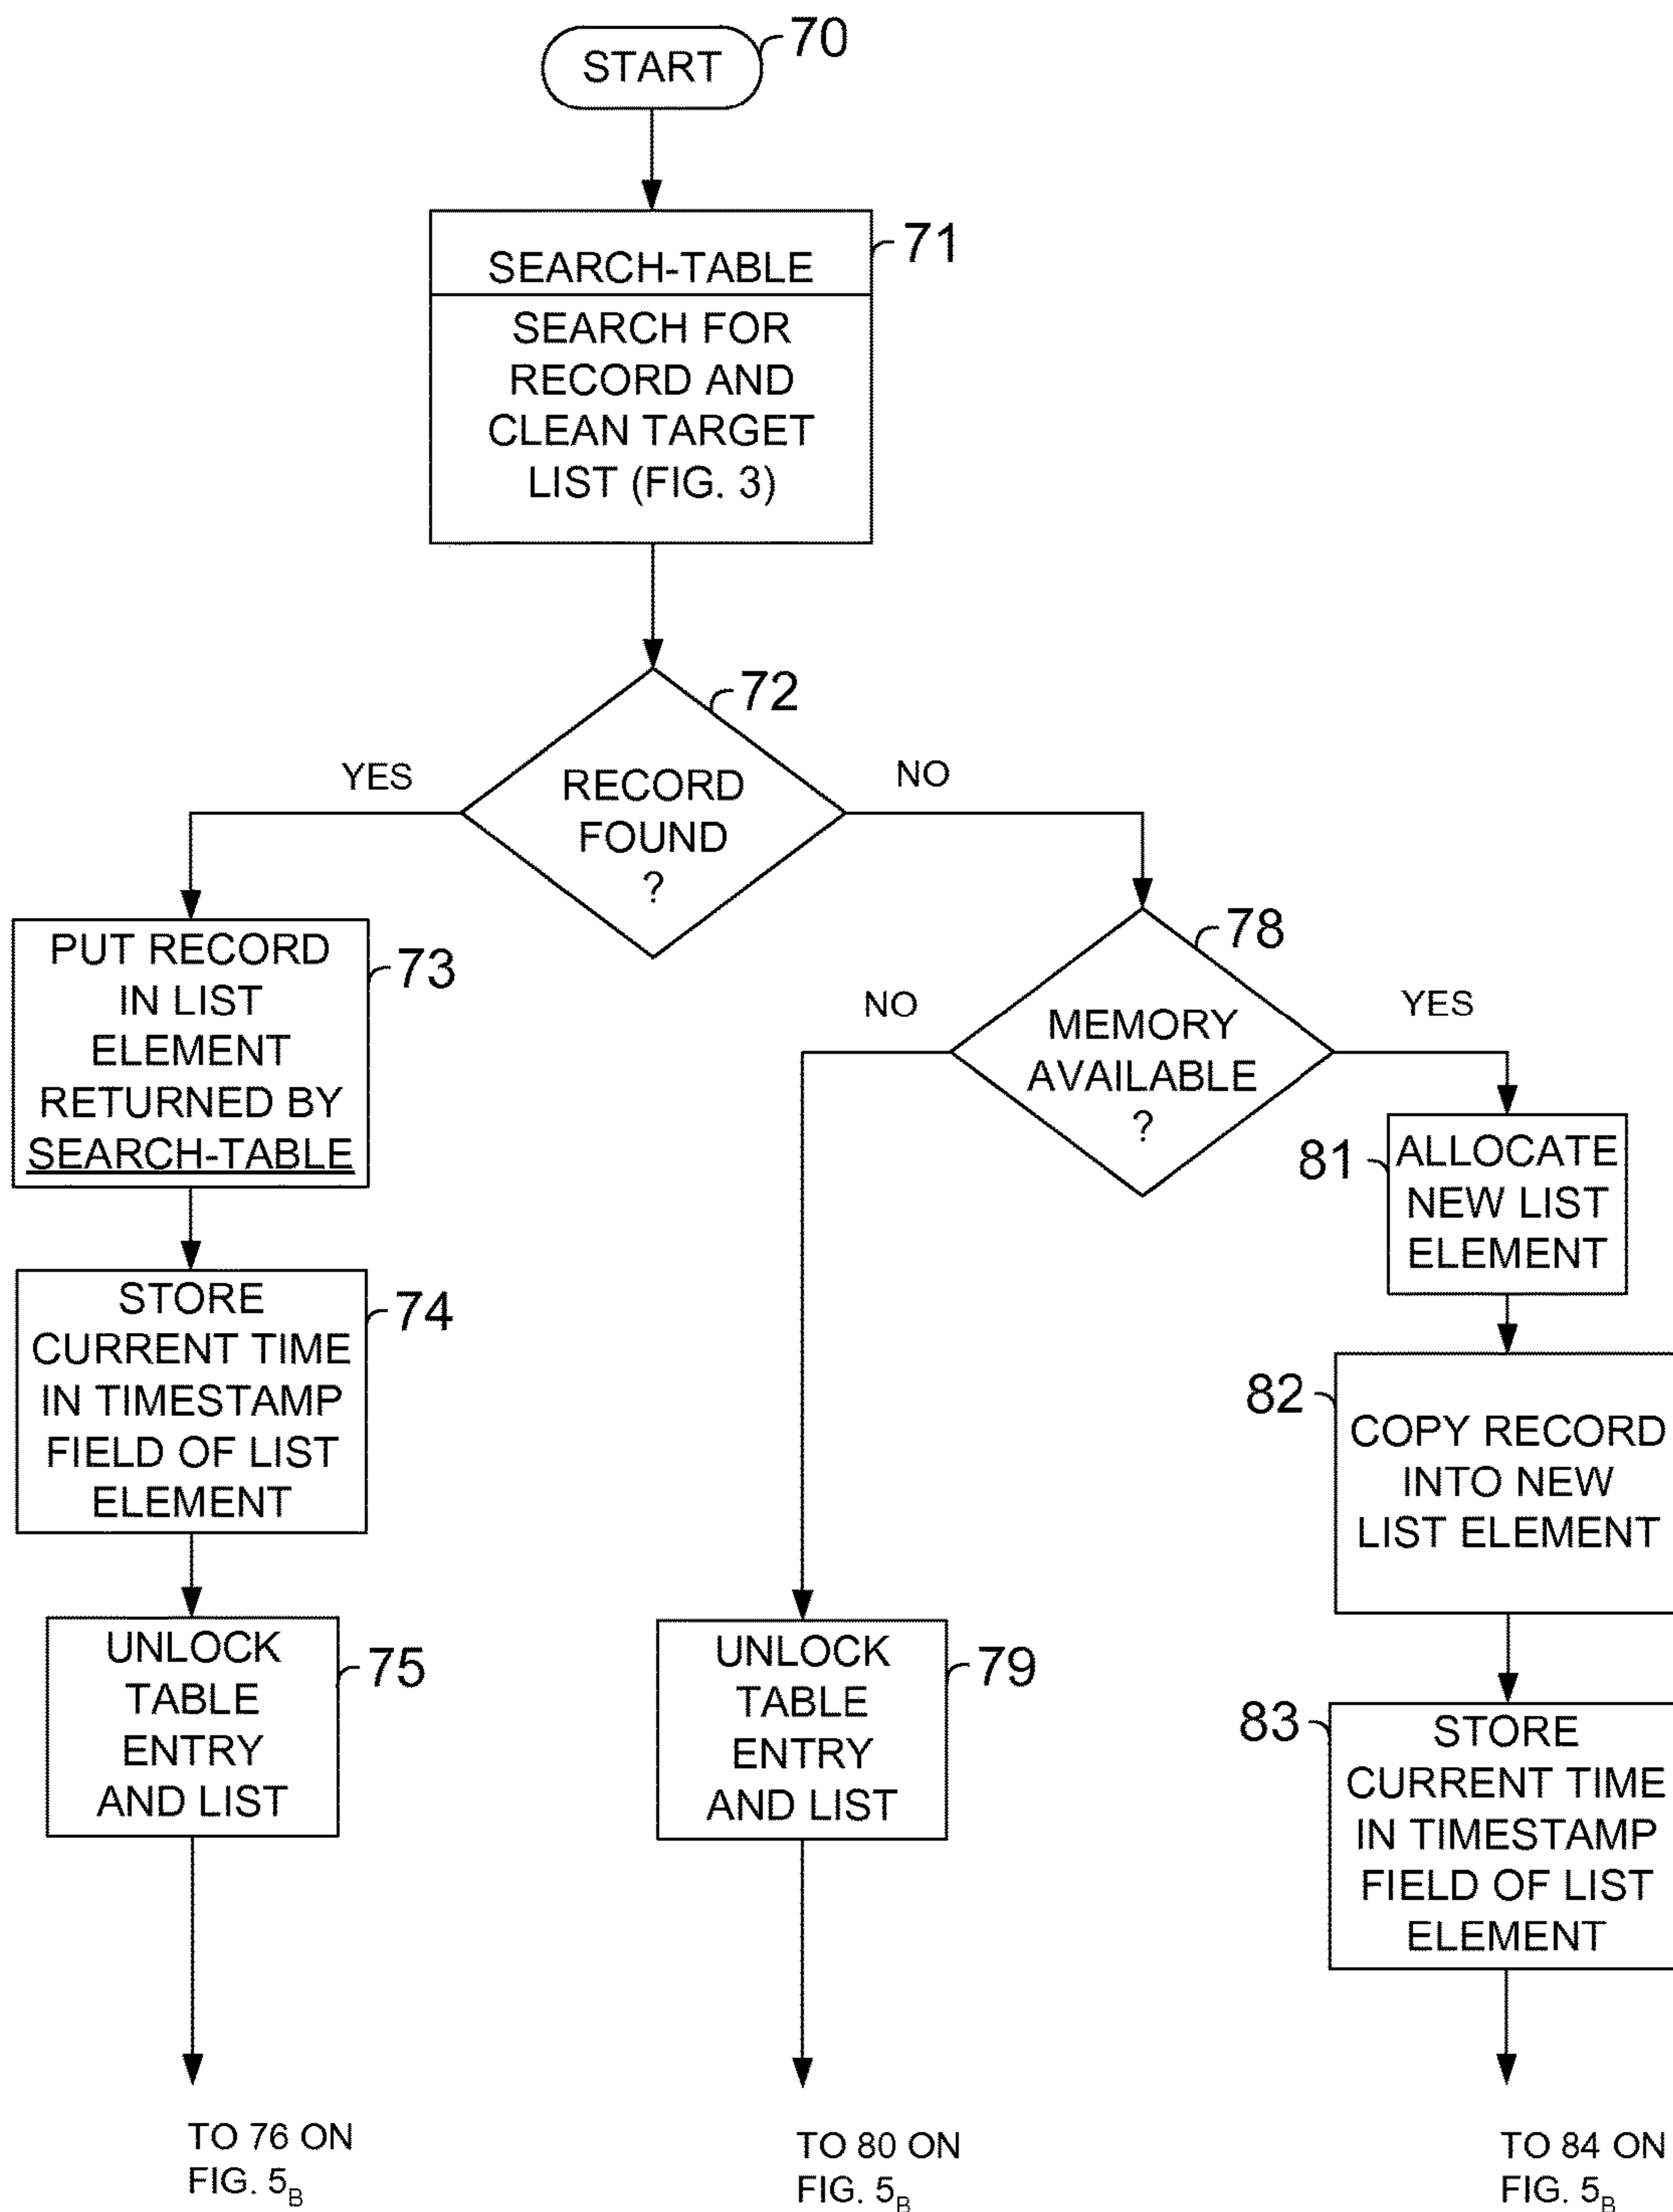 START
70
SEARCH-TABLE
71
SEARCH FOR
RECORD AND
CLEAN TARGET
LIST (FIG. 3)
72
YES
RECORD
FOUND
?
NO
PUT RECORD
IN LIST
ELEMENT
RETURNED BY
SEARCH-TABLE
73
78
NO
MEMORY
AVAILABLE
?
YES
STORE
CURRENT TIME
IN TIMESTAMP
FIELD OF LIST
ELEMENT
74
81
ALLOCATE
NEW LIST
ELEMENT
82
COPY RECORD
INTO NEW
LIST ELEMENT
UNLOCK
TABLE
ENTRY
AND LIST
75
UNLOCK
TABLE
ENTRY
AND LIST
79
83
STORE
CURRENT TIME
IN TIMESTAMP
FIELD OF LIST
ELEMENT
TO 76 ON
FIG. 5B
TO 80 ON
FIG. 5B
TO 84 ON
FIG. 5B